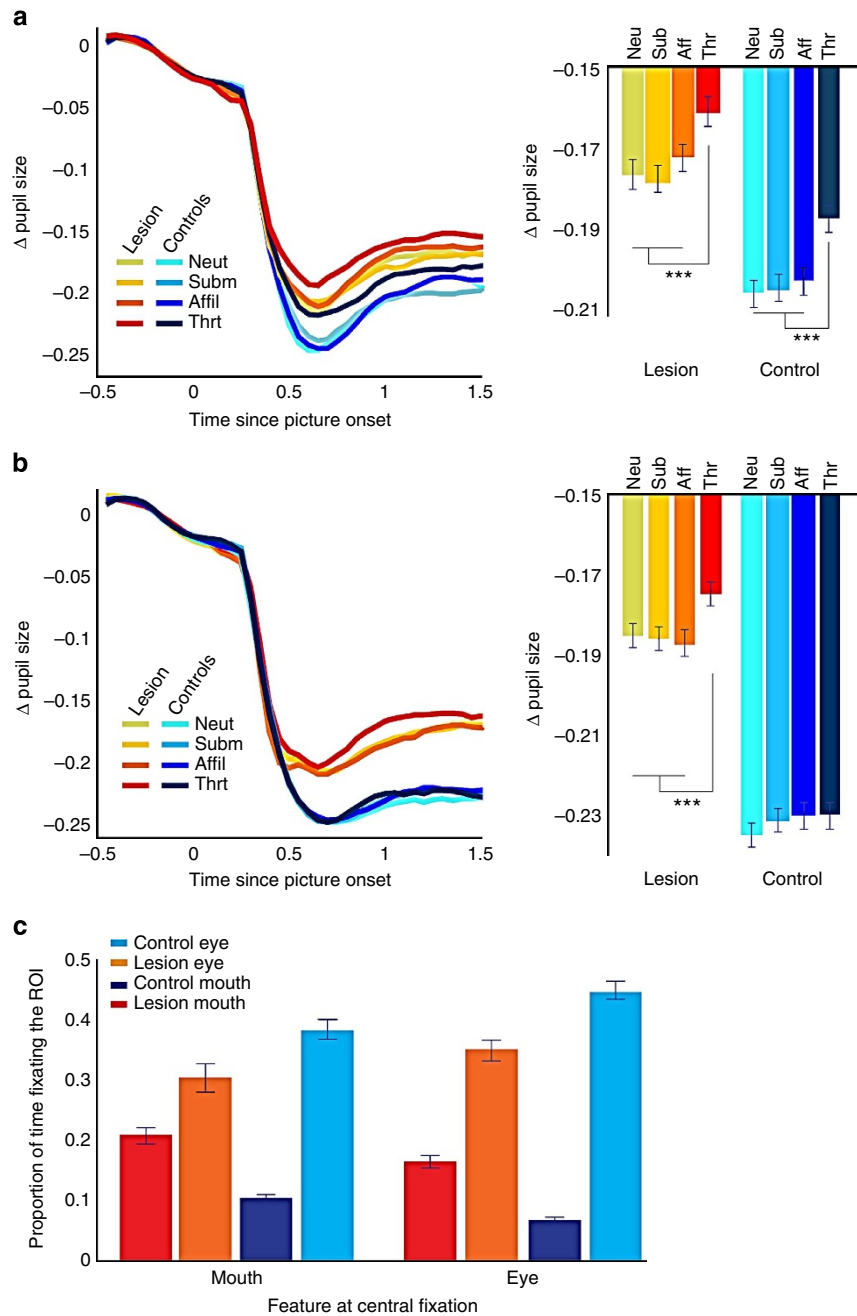 a
0
–0.05
–0.1
–0.15
–0.2
–0.25
Δ pupil size
Lesion
Controls
Neut
Subm
Affil
Thrt
–0.5
0
0.5
1
1.5
Time since picture onset
Neu
Sub
Aff
Thr
Neu
Sub
Aff
Thr
–0.15
–0.17
–0.19
–0.21
Δ pupil size
***
***
Lesion
Control
b
0
–0.05
–0.1
–0.15
–0.2
–0.25
Δ pupil size
Lesion
Controls
Neut
Subm
Affil
Thrt
–0.5
0
0.5
1
1.5
Time since picture onset
Neu
Sub
Aff
Thr
Neu
Sub
Aff
Thr
–0.15
–0.17
–0.19
–0.21
–0.23
Δ pupil size
***
Lesion
Control
c
Control eye
Lesion eye
Control mouth
Lesion mouth
0.5
0.4
0.3
0.2
0.1
0
Proportion of time fixating the ROI
Mouth
Eye
Feature at central fixation